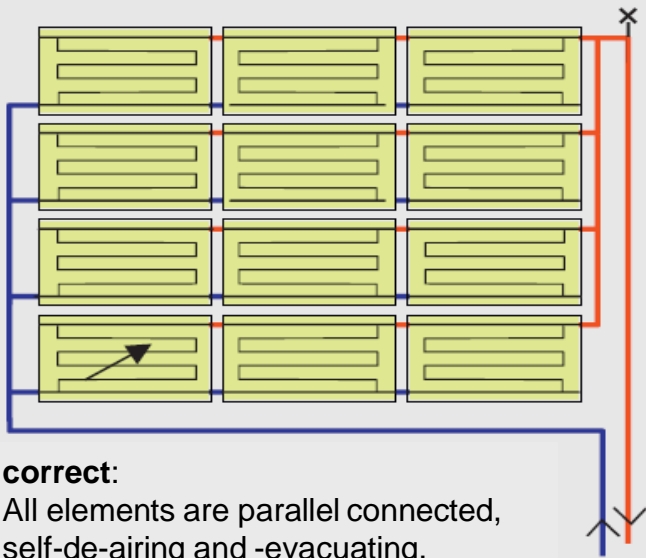 correct:
All elements are parallel connected,
self-de-airing and -evacuating.